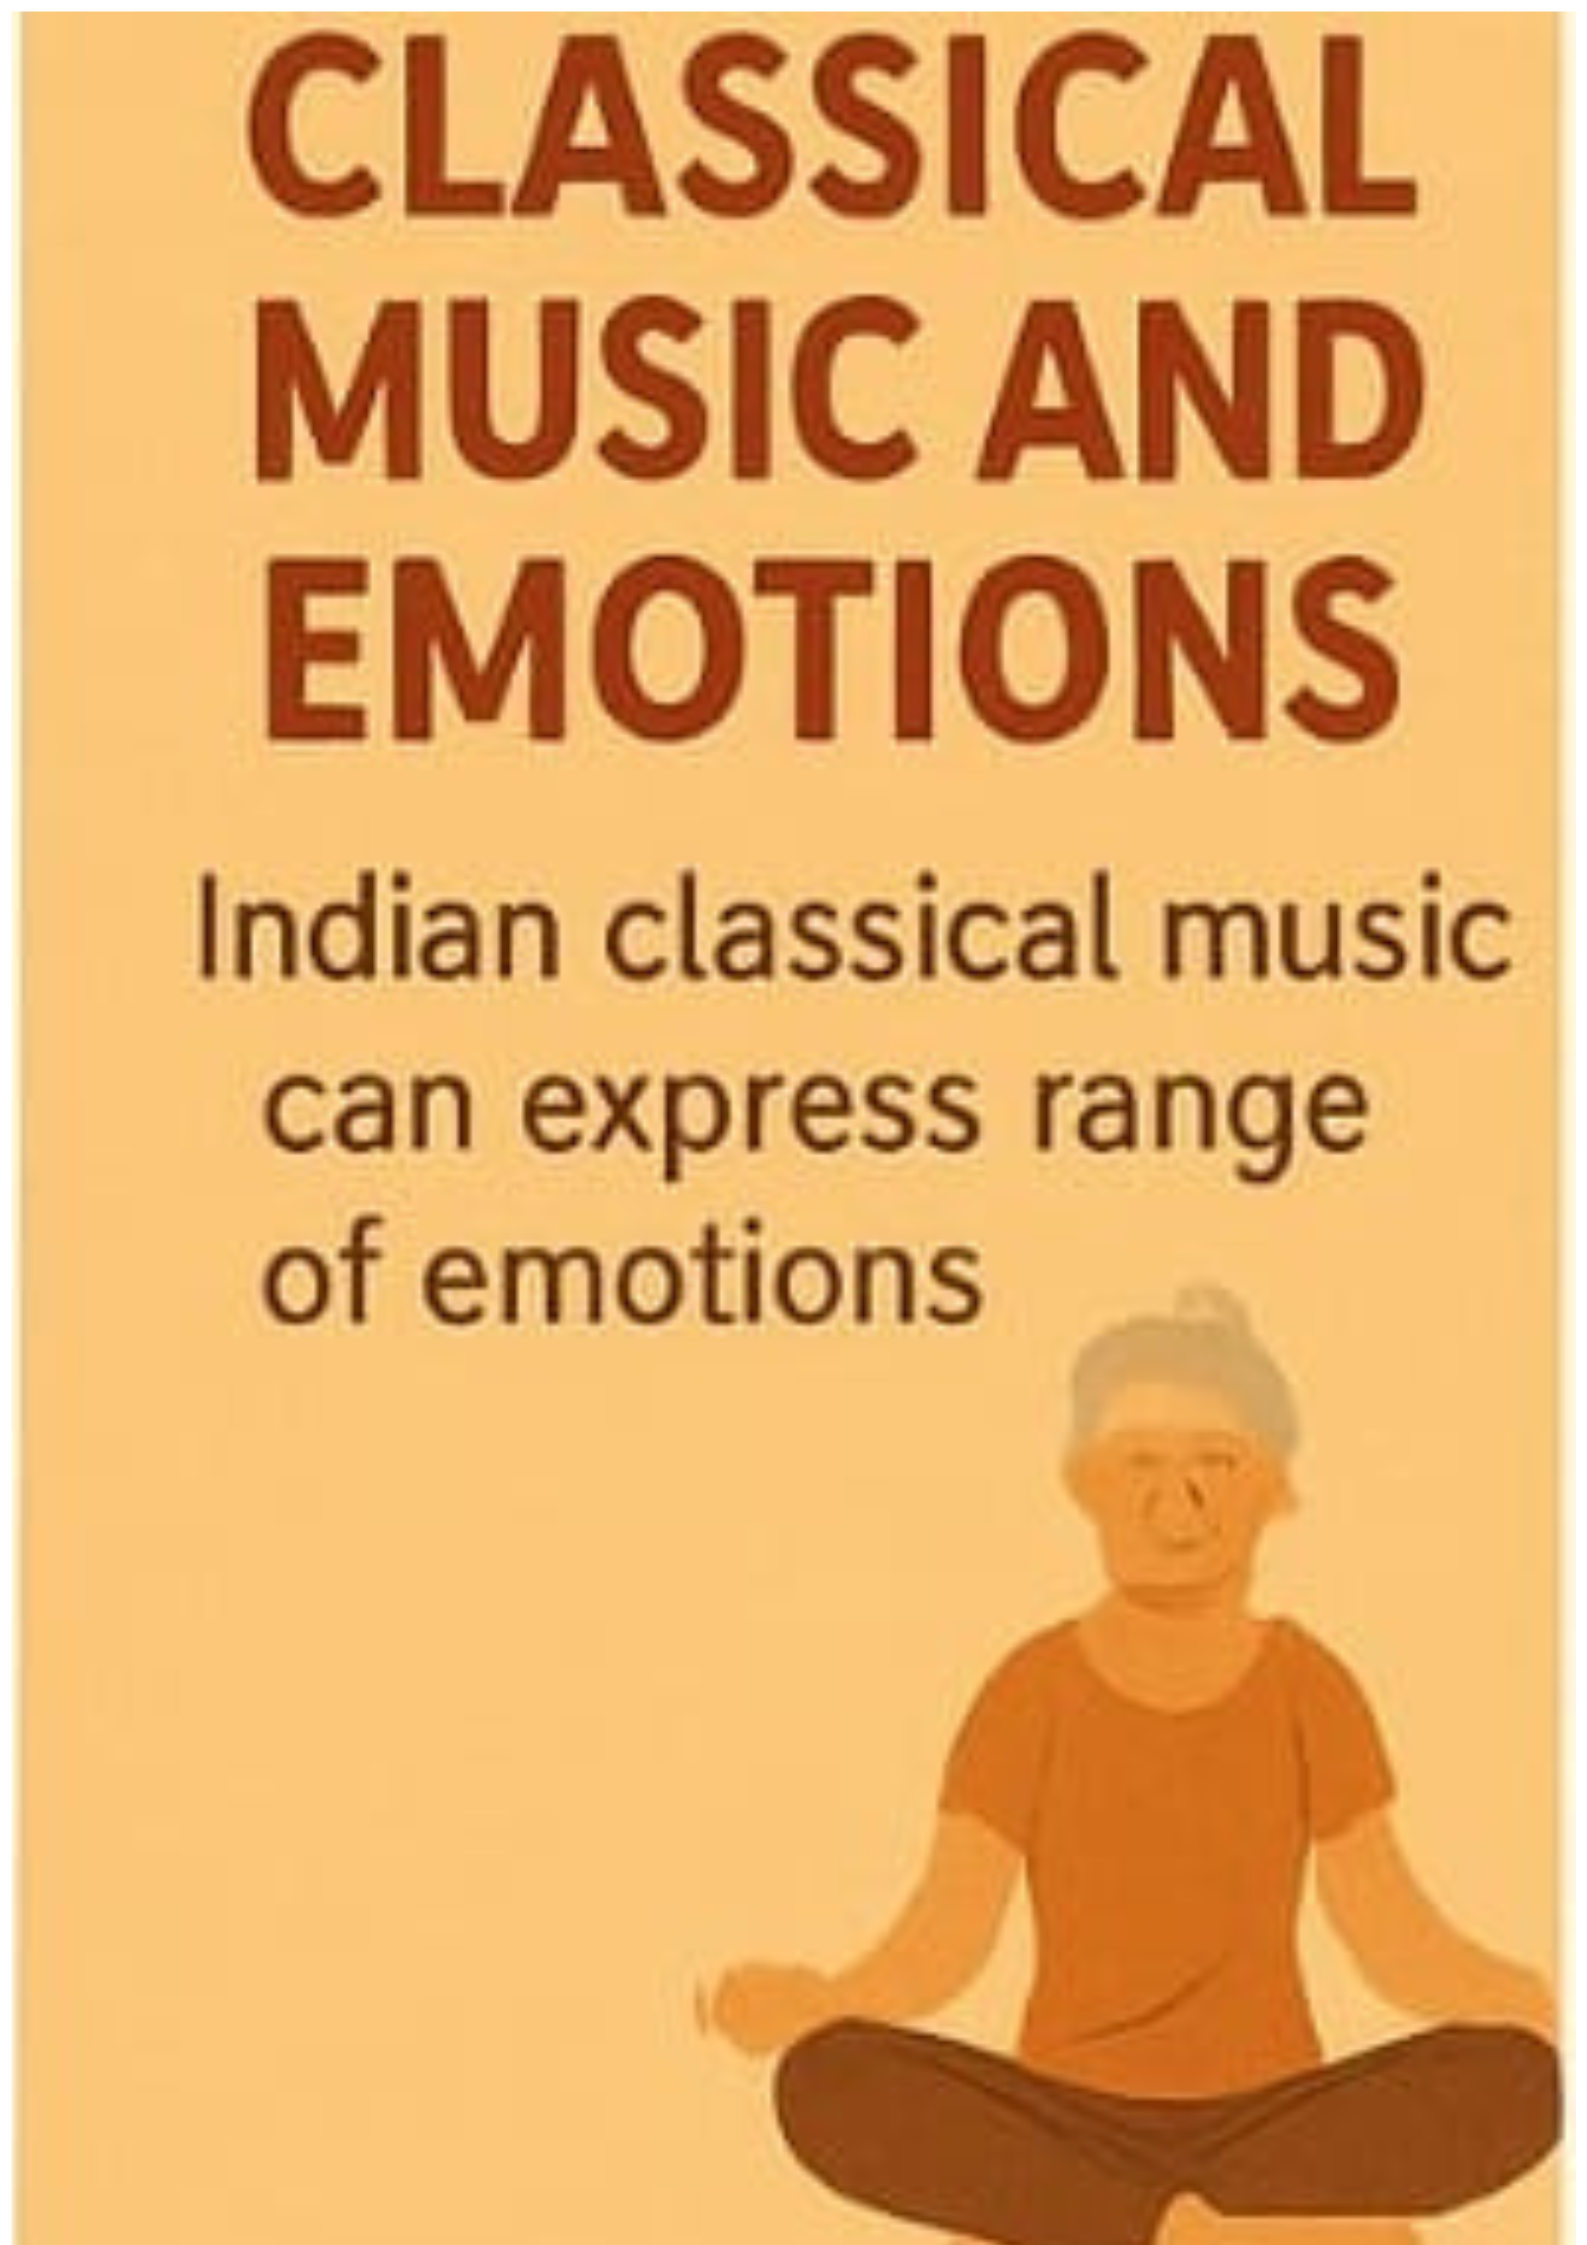 CLASSICAL
MUSIC AND
EMOTIONS
Indian classical music
can express range
of emotions